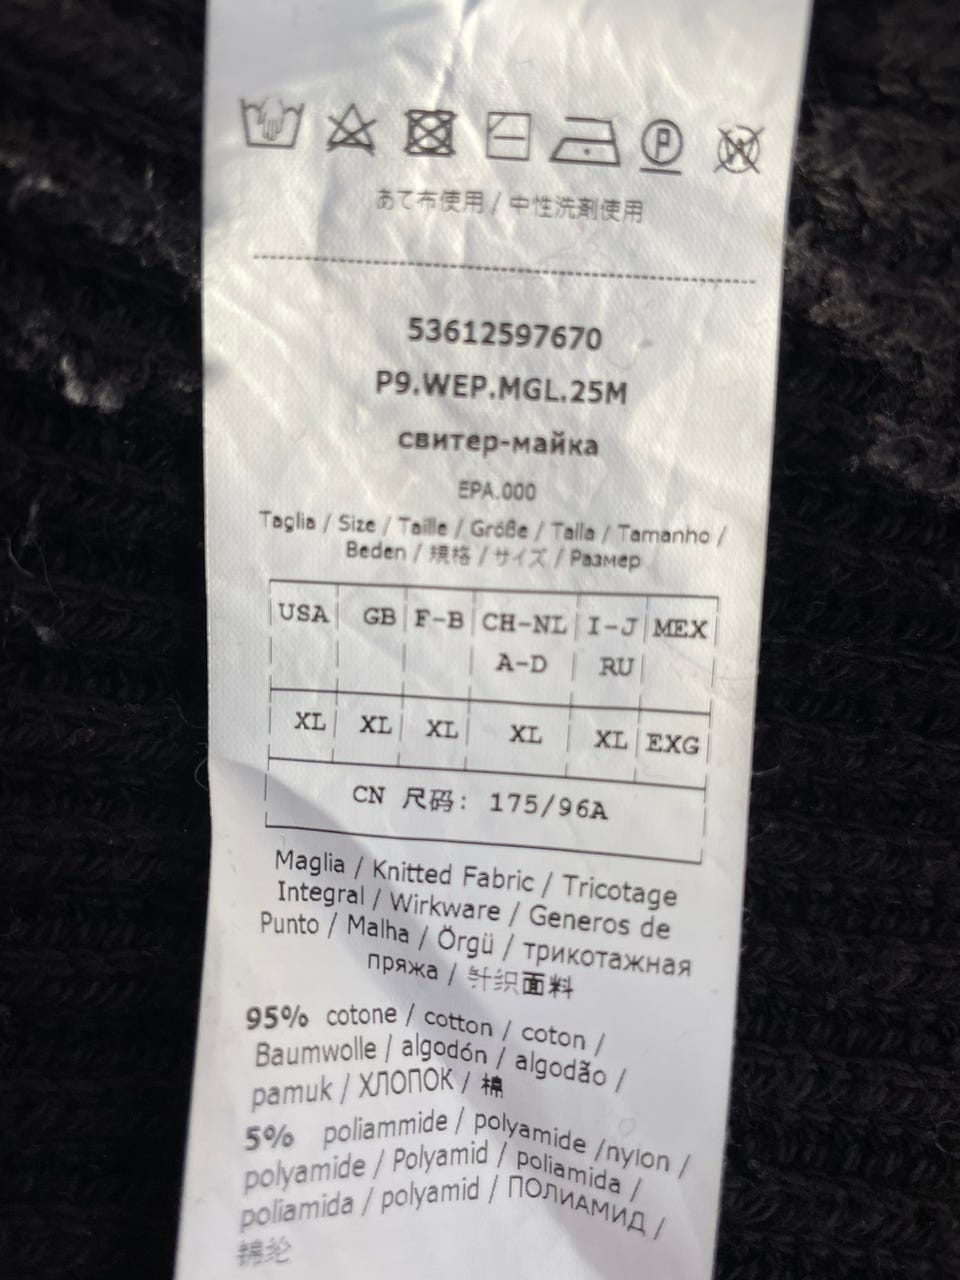 P
W
あて布使用 / 中性洗剤使用
53612597670
P9.WEP.MGL.25M
свитер-майка
EPA.000
Taglia / Size / Taille / Größe / Talla / Tamanho /
Beden / 規格 / サイズ / Размер
USA GB F-B CH-NL I-J MEX
A-D RU
XL XL XL XL XL EXG
CN 尺码: 175/96A
Maglia / Knitted Fabric / Tricotage
Integral / Wirkware / Generos de
Punto / Malha / Örgü / трикотажная
пряжа / 针织面料
95% cotone / cotton / coton /
Baumwolle / algodón / algodão /
pamuk / ХЛОПОК / 棉
5% poliammide / polyamide /nylon /
polyamide / Polyamid / poliamida /
poliamida / polyamid / ПОЛИАМИД /
锦纶